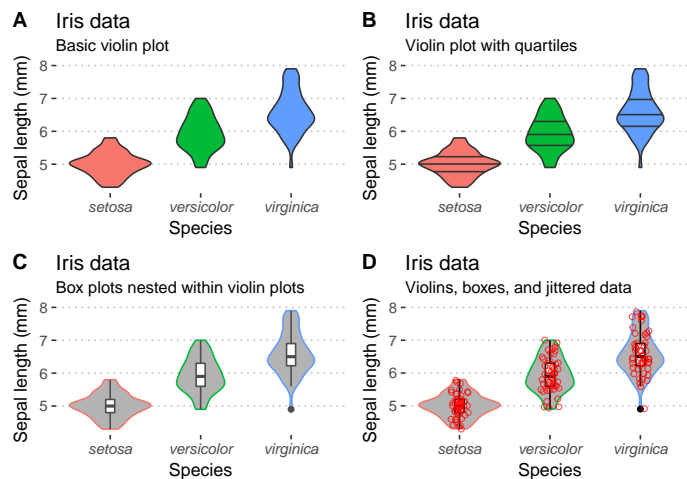 A
Iris data
Basic violin plot
Sepal length (mm)
8
7
6
5
setosa versicolor virginica
Species
B
Iris data
Violin plot with quartiles
Sepal length (mm)
8
7
6
5
setosa versicolor virginica
Species
C
Iris data
Box plots nested within violin plots
Sepal length (mm)
8
7
6
5
setosa versicolor virginica
Species
D
Iris data
Violins, boxes, and jittered data
Sepal length (mm)
8
7
6
5
setosa versicolor virginica
Species